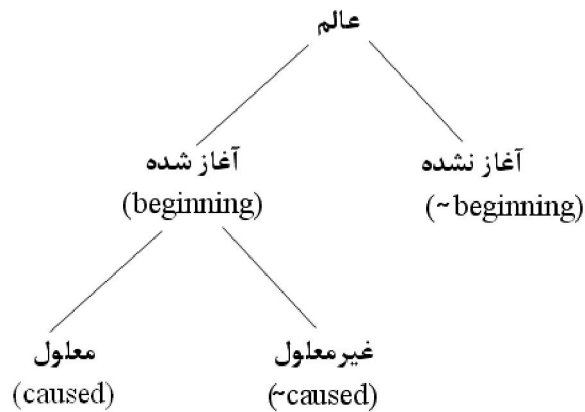 عالم
آغاز شده
(beginning)
آغاز نشده
(~beginning)
معلول
(caused)
غیرمعلول
(~caused)